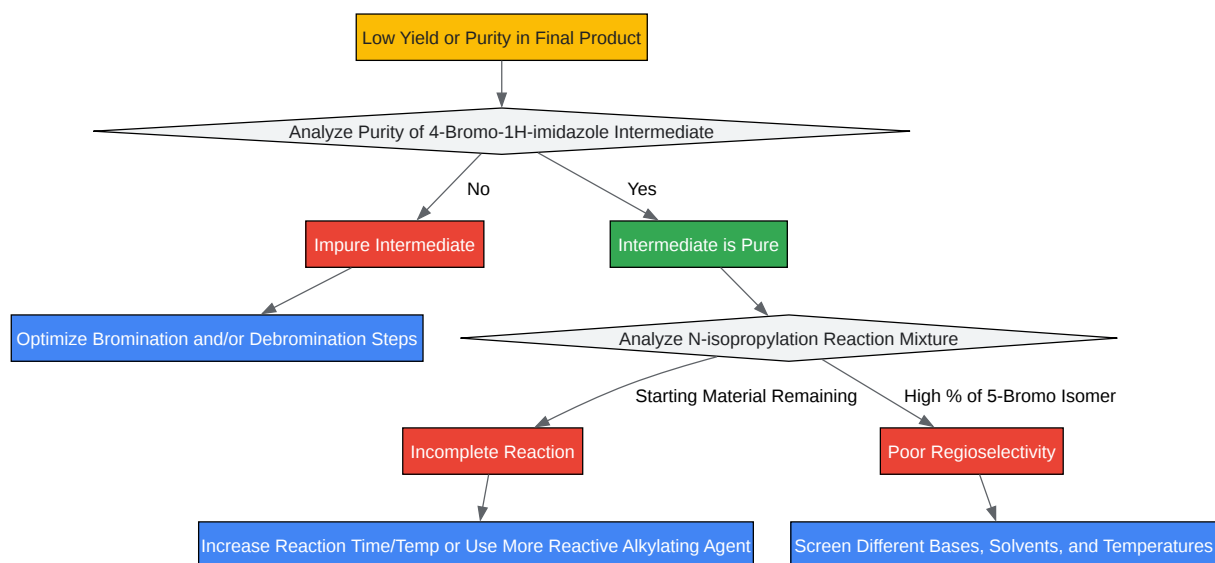 Low Yield or Purity in Final Product
Analyze Purity of 4-Bromo-1H-imidazole Intermediate
No
Yes
Impure Intermediate
Intermediate is Pure
Optimize Bromination and/or Debromination Steps
Analyze N-isopropylation Reaction Mixture
Starting Material Remaining
High % of 5-Bromo Isomer
Incomplete Reaction
Poor Regioselectivity
Increase Reaction Time/Temp or Use More Reactive Alkylating Agent
Screen Different Bases, Solvents, and Temperatures